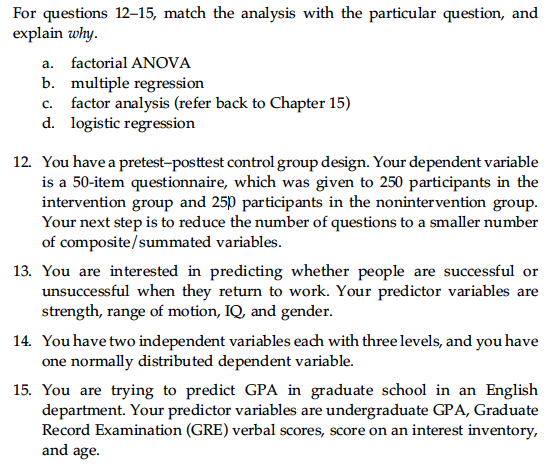 For questions 12–15, match the analysis with the particular question, and
explain why.
a. factorial ANOVA
b. multiple regression
c. factor analysis (refer back to Chapter 15)
d. logistic regression
12. You have a pretest–posttest control group design. Your dependent variable
is a 50-item questionnaire, which was given to 250 participants in the
intervention group and 250 participants in the nonintervention group.
Your next step is to reduce the number of questions to a smaller number
of composite/summated variables.
13. You are interested in predicting whether people are successful or
unsuccessful when they return to work. Your predictor variables are
strength, range of motion, IQ, and gender.
14. You have two independent variables each with three levels, and you have
one normally distributed dependent variable.
15. You are trying to predict GPA in graduate school in an English
department. Your predictor variables are undergraduate GPA, Graduate
Record Examination (GRE) verbal scores, score on an interest inventory,
and age.